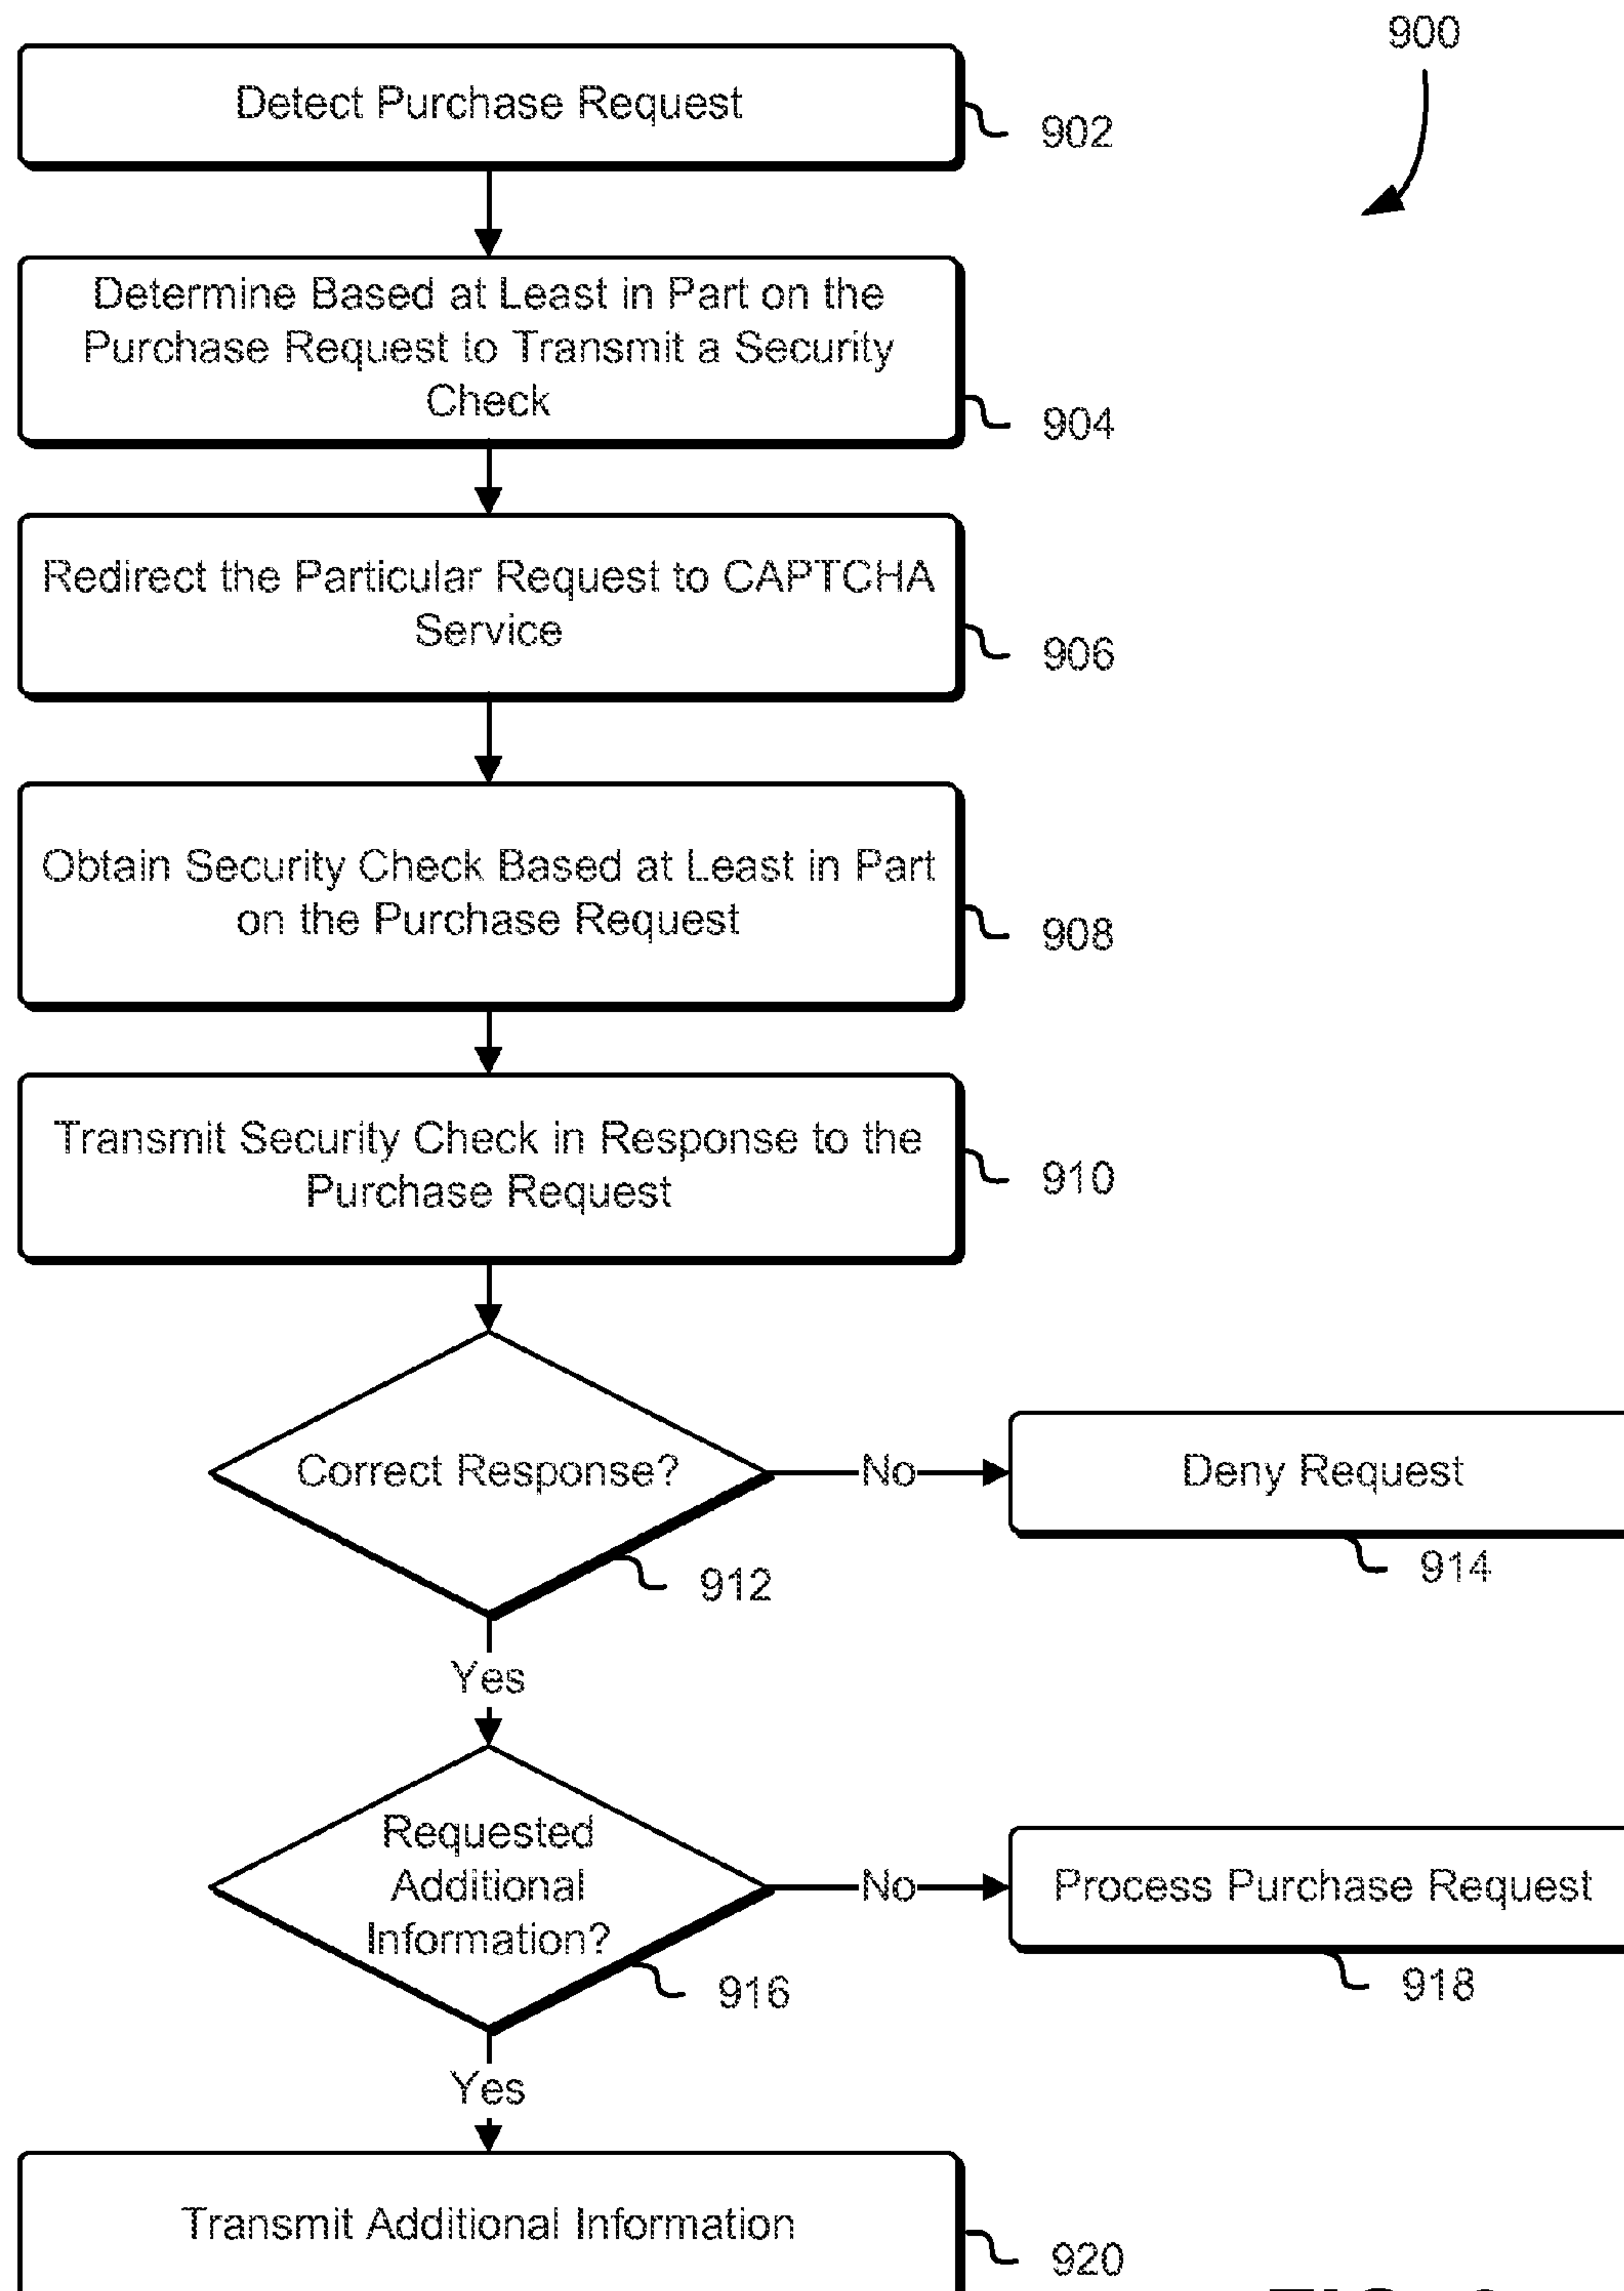 900
Detect Purchase Request
902
Determine Based at Least in Part on the
Purchase Request to Transmit a Security
Check
904
Redirect the Particular Request to CAPTCHA
Service
906
Obtain Security Check Based at Least in Part
on the Purchase Request
908
Transmit Security Check in Response to the
Purchase Request
910
Correct Response?
No
Deny Request
912
914
Yes
Requested
Additional
Information?
No
Process Purchase Request
916
918
Yes
Transmit Additional Information
920